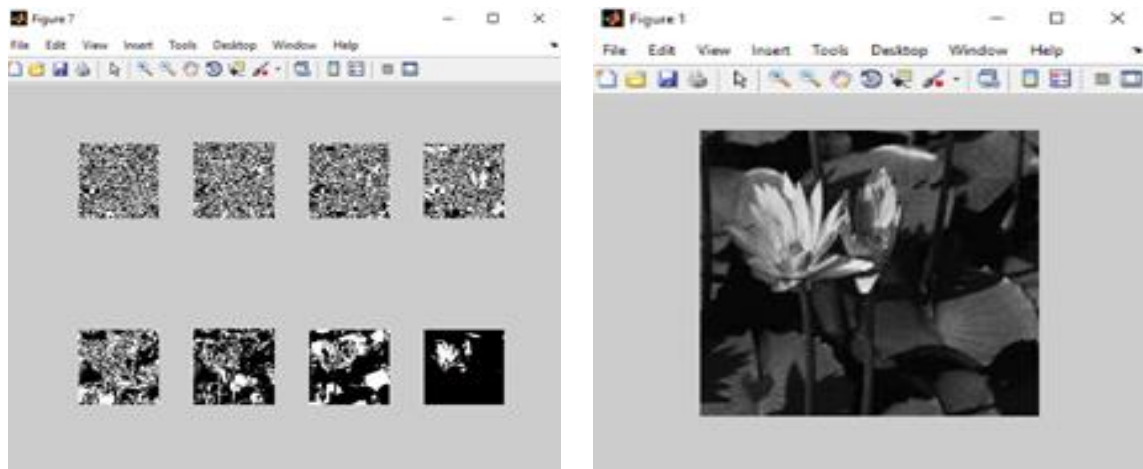 Figure 7
File Edit View Insert Tools Desktop Window Help
Figure 1
File Edit View Insert Tools Desktop Window Help